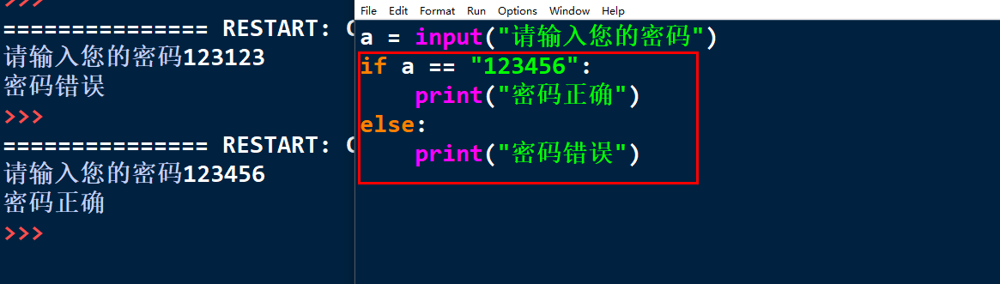 >>>
=============== RESTART: C
请输入您的密码123123
密码错误
>>>
=============== RESTART: C
请输入您的密码123456
密码正确
>>>
File Edit Format Run Options Window Help
a = input("请输入您的密码")
if a == "123456":
    print("密码正确")
else:
    print("密码错误")